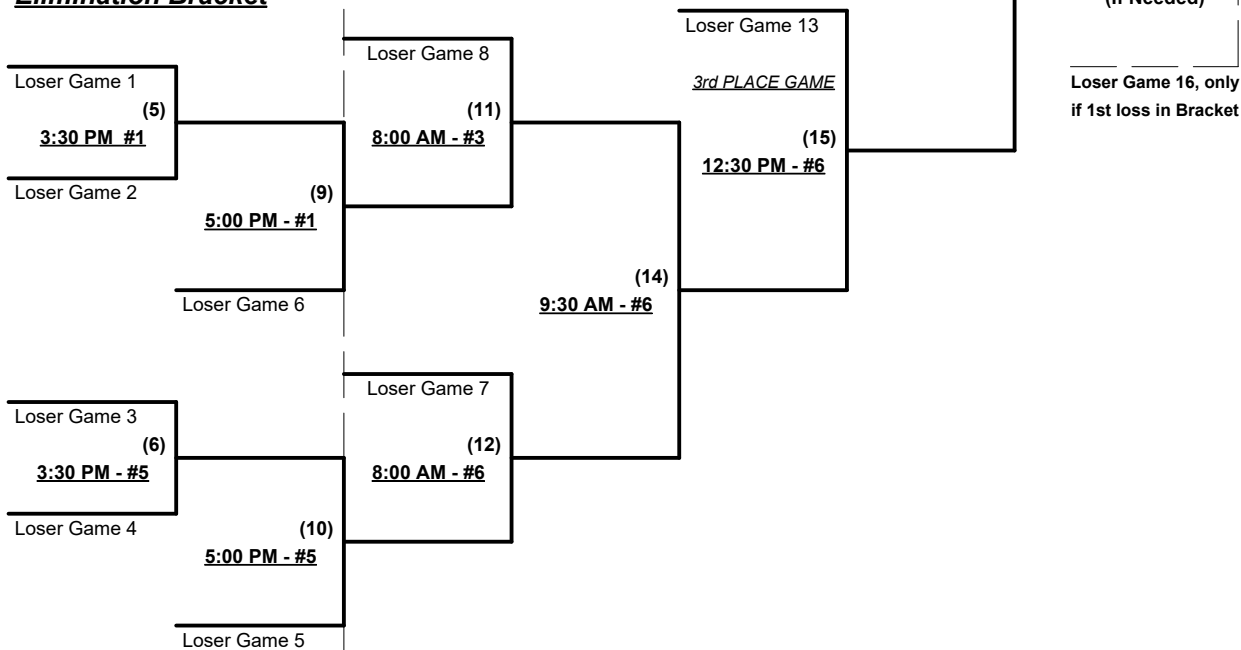 Elimination Bracket
(If Needed)
Loser Game 13
Loser Game 8
Loser Game 1
3rd PLACE GAME
Loser Game 16, only
if 1st loss in Bracket
(5)
3:30 PM  #1
(11)
8:00 AM - #3
(15)
12:30 PM - #6
Loser Game 2
(9)
5:00 PM - #1
(14)
9:30 AM - #6
Loser Game 6
Loser Game 7
Loser Game 3
(6)
3:30 PM - #5
(12)
8:00 AM - #6
Loser Game 4
(10)
5:00 PM - #5
Loser Game 5